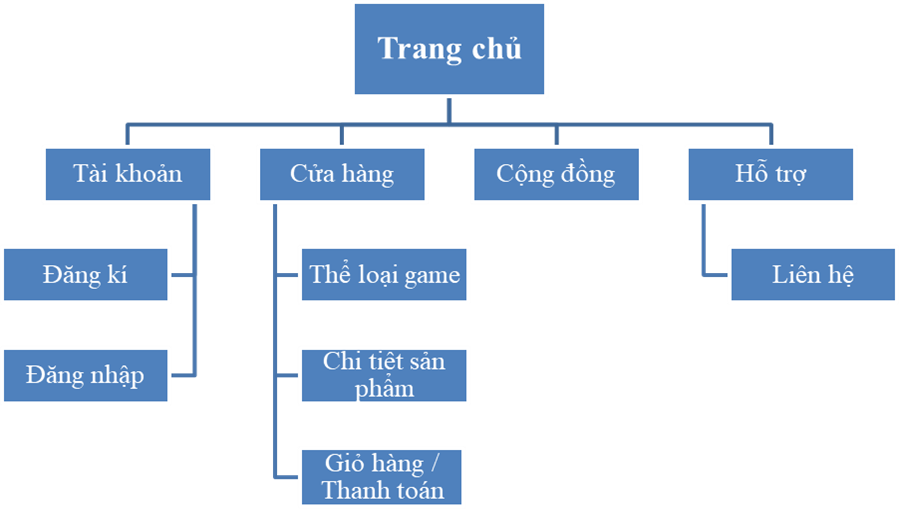 Trang chủ
Tài khoản
Cửa hàng
Cộng đồng
Hỗ trợ
Đăng kí
Thể loại game
Liên hệ
Đăng nhập
Chi tiết sản
phẩm
Giỏ hàng /
Thanh toán